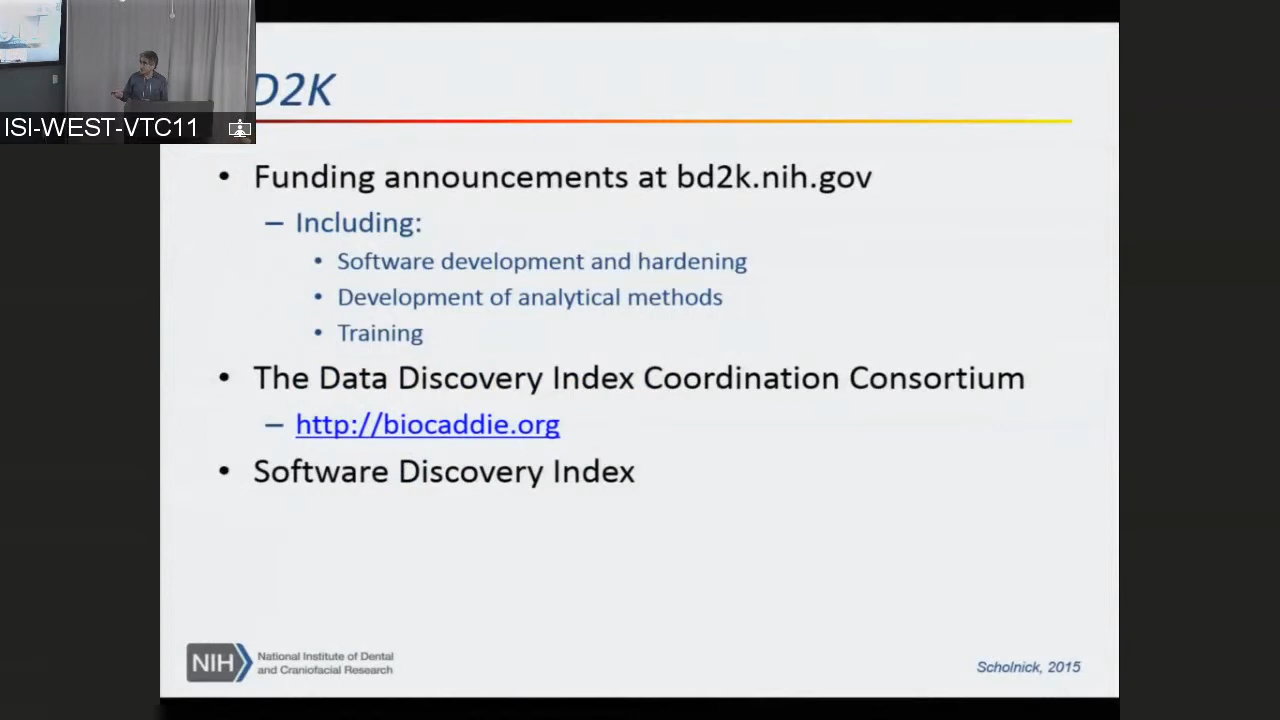 ISI-WEST-VTC11
D2K
• Funding announcements at bd2k.nih.gov
– Including:
• Software development and hardening
• Development of analytical methods
• Training
• The Data Discovery Index Coordination Consortium
– http://biocaddie.org
• Software Discovery Index
NIH
National Institute of Dental
and Craniofacial Research
Scholnick, 2015